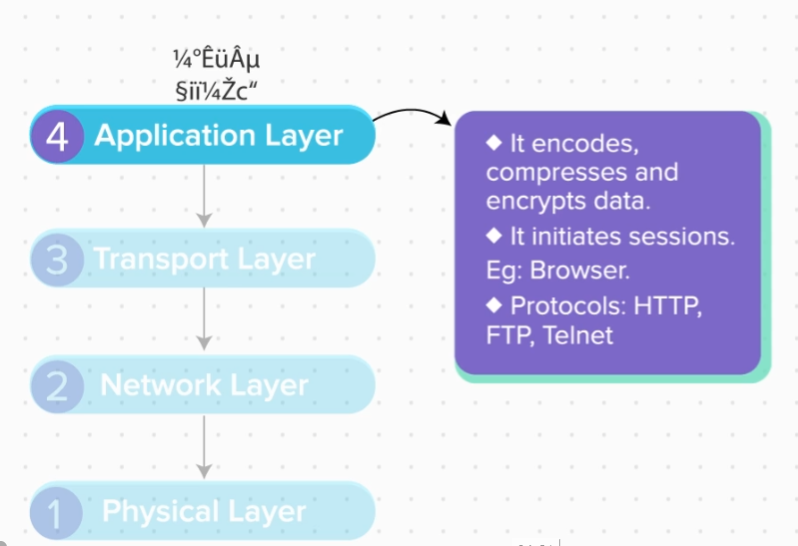 ¼°ÊüÂµ
§ïï¼Žc“
4 Application Layer
◆ It encodes,
compresses and
encrypts data.
◆ It initiates sessions.
Eg: Browser.
◆ Protocols: HTTP,
FTP, Telnet
3 Transport Layer
2 Network Layer
1 Physical Layer